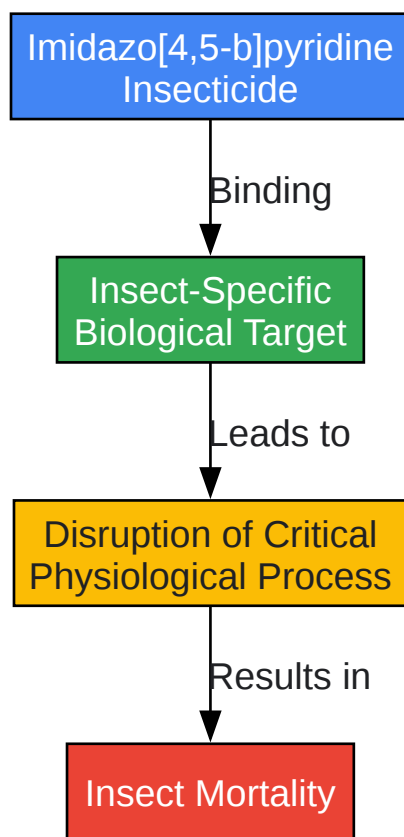 Imidazo[4,5-b]pyridine
Insecticide
Binding
Insect-Specific
Biological Target
Leads to
Disruption of Critical
Physiological Process
Results in
Insect Mortality